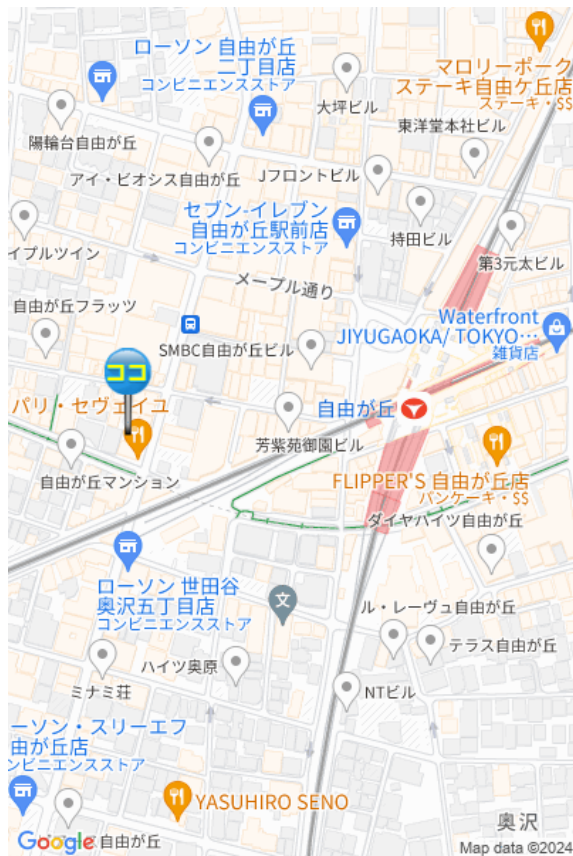 ローソン 自由が丘
二丁目店
コンビニエンスストア
マロリーポーク
ステーキ自由ケ丘店
ステーキ・$$
大坪ビル
東洋堂本社ビル
陽輪台自由が丘
アイ・ビオシス自由が丘
Jフロントビル
セブン-イレブン
自由が丘駅前店
コンビニエンスストア
持田ビル
イプルツイン
第3元太ビル
メープル通り
自由が丘フラッツ
Waterfront
JIYUGAOKA/ TOKYO…
雑貨店
SMBC自由が丘ビル
ココ
パリ・セヴェイユ
自由が丘
芳紫苑御園ビル
自由が丘マンション
FLIPPER'S 自由が丘店
パンケーキ・$$
ダイヤハイツ自由が丘
ローソン 世田谷
奥沢五丁目店
コンビニエンスストア
文
ル・レーヴュ自由が丘
テラス自由が丘
ハイツ奥原
ミナミ荘
NTビル
ーソン・スリーエフ
由が丘店
ンビニエンスストア
YASUHIRO SENO
奥沢
Google
自由が丘
Map data ©2024